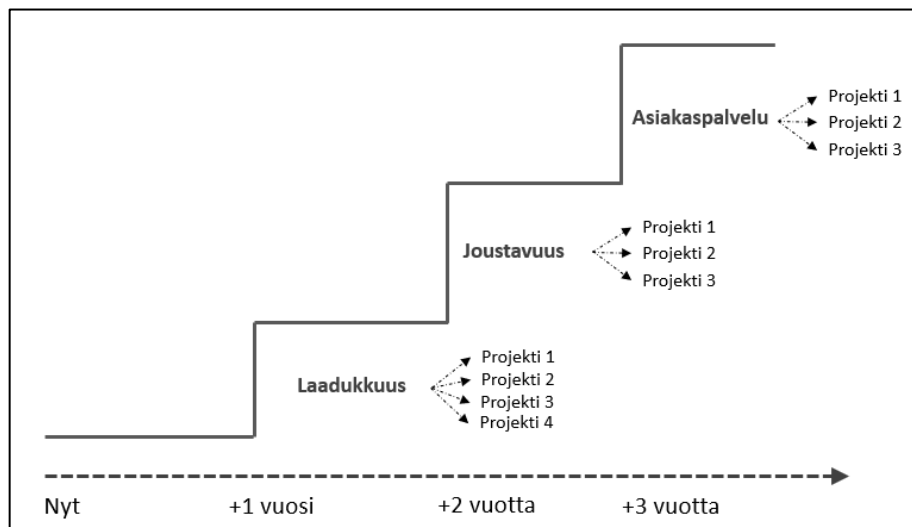 Asiakaspalvelu
Projekti 1
Projekti 2
Projekti 3
Joustavuus
Projekti 1
Projekti 2
Projekti 3
Laadukkuus
Projekti 1
Projekti 2
Projekti 3
Projekti 4
Nyt
+1 vuosi
+2 vuotta
+3 vuotta